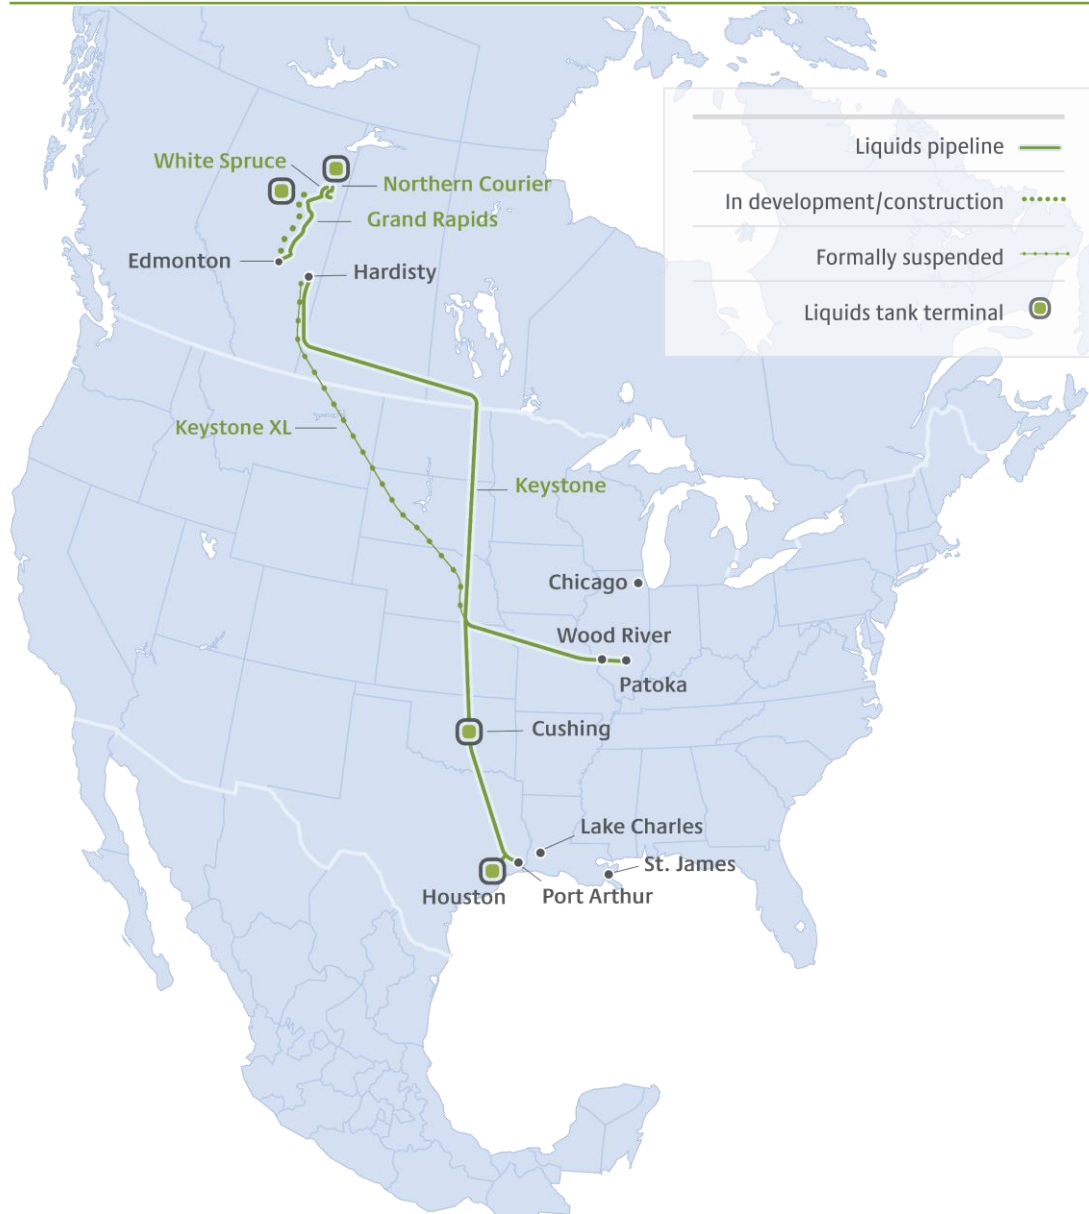 Liquids pipeline
In development/construction
Formally suspended
Liquids tank terminal
White Spruce
Northern Courier
Grand Rapids
Edmonton
Hardisty
Keystone XL
Keystone
Chicago
Wood River
Patoka
Cushing
Lake Charles
St. James
Houston
Port Arthur